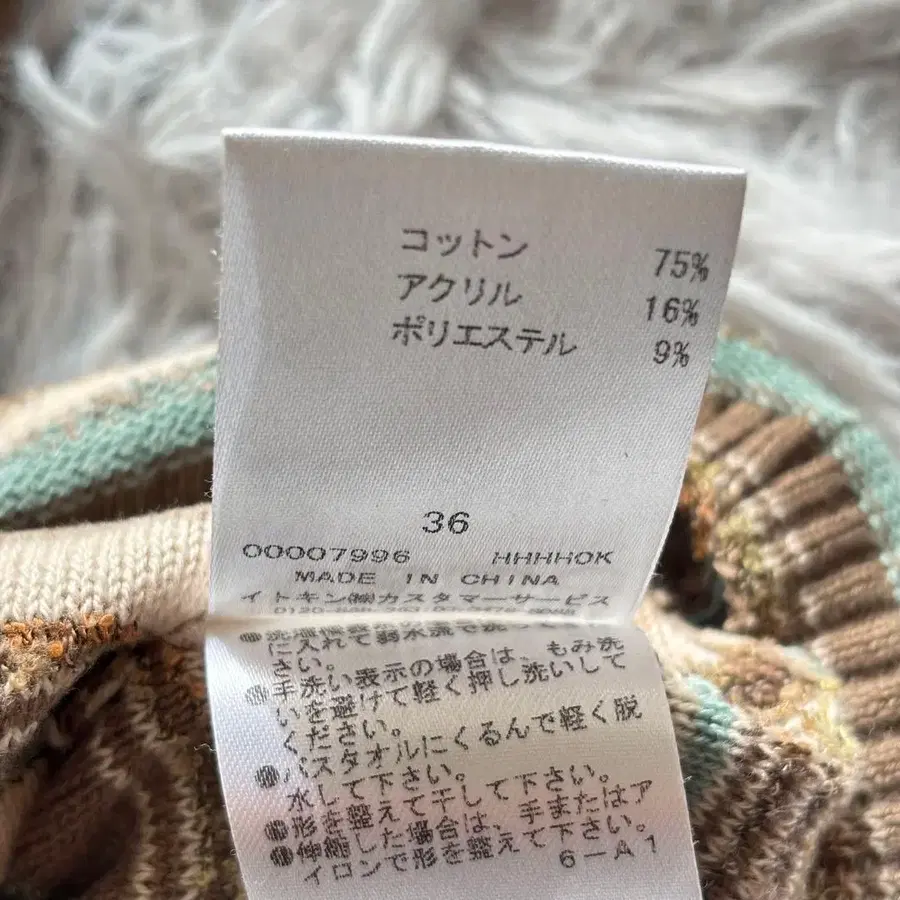 コットン 75%
アクリル 16%
ポリエステル 9%
36
00007996 HHHHOK
MADE IN CHINA
イトキン㈱カスタマーサービス
に入れて弱水流で洗って
さい。
●手洗い表示の場合は、もみ洗
いを避けて軽く押し洗いして
ください。
●バスタオルにくるんで軽く脱
水して下さい。
●形を整えて干して下さい。
●伸縮した場合は、手またはア
イロンで形を整えて下さい。
6-A1